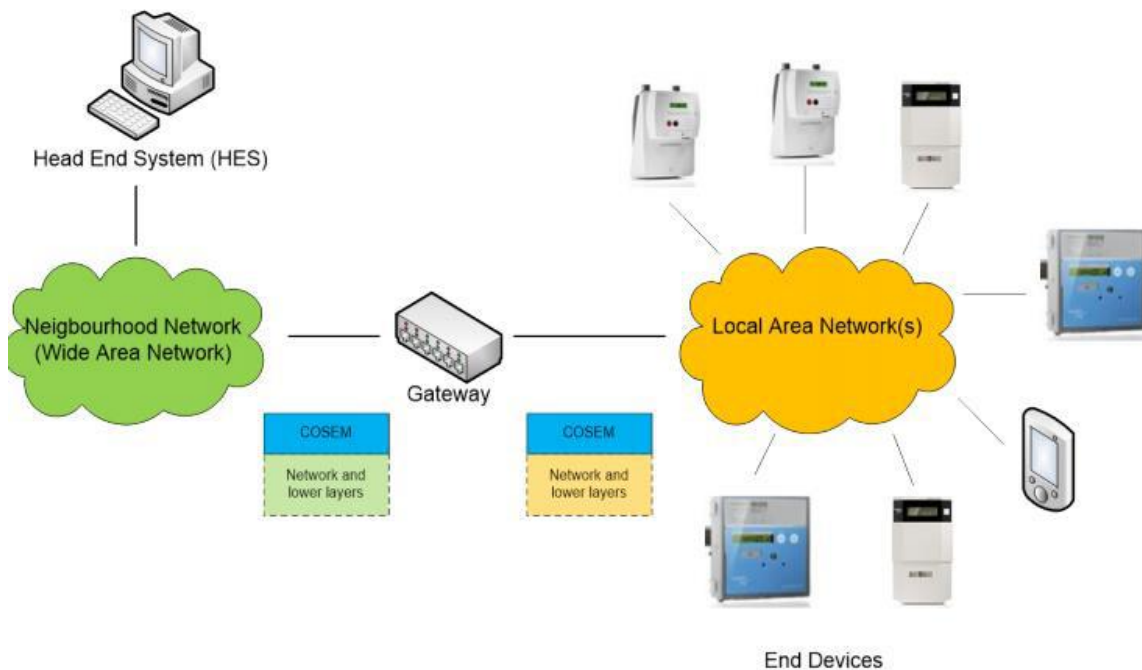 Head End System (HES)
Neigbourhood Network
(Wide Area Network)
Gateway
Local Area Network(s)
COSEM
Network and
lower layers
COSEM
Network and
lower layers
End Devices